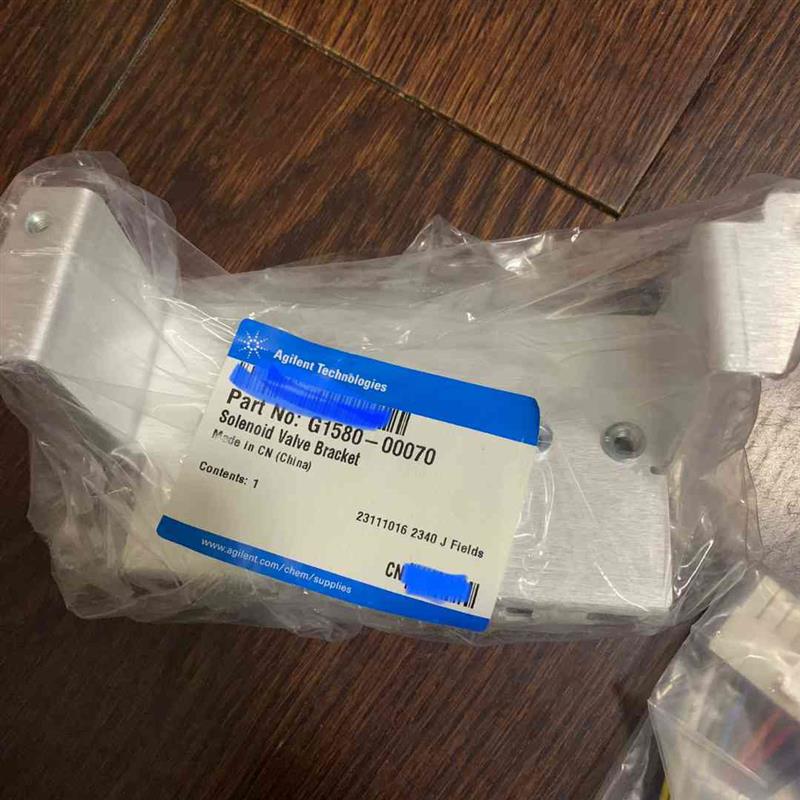 Agilent Technologies
Part No: G1580-00070
Solenoid Valve Bracket
Made in CN (China)
Contents: 1
23111016 2340 J Fields
CN
www.agilent.com/chem/supplies